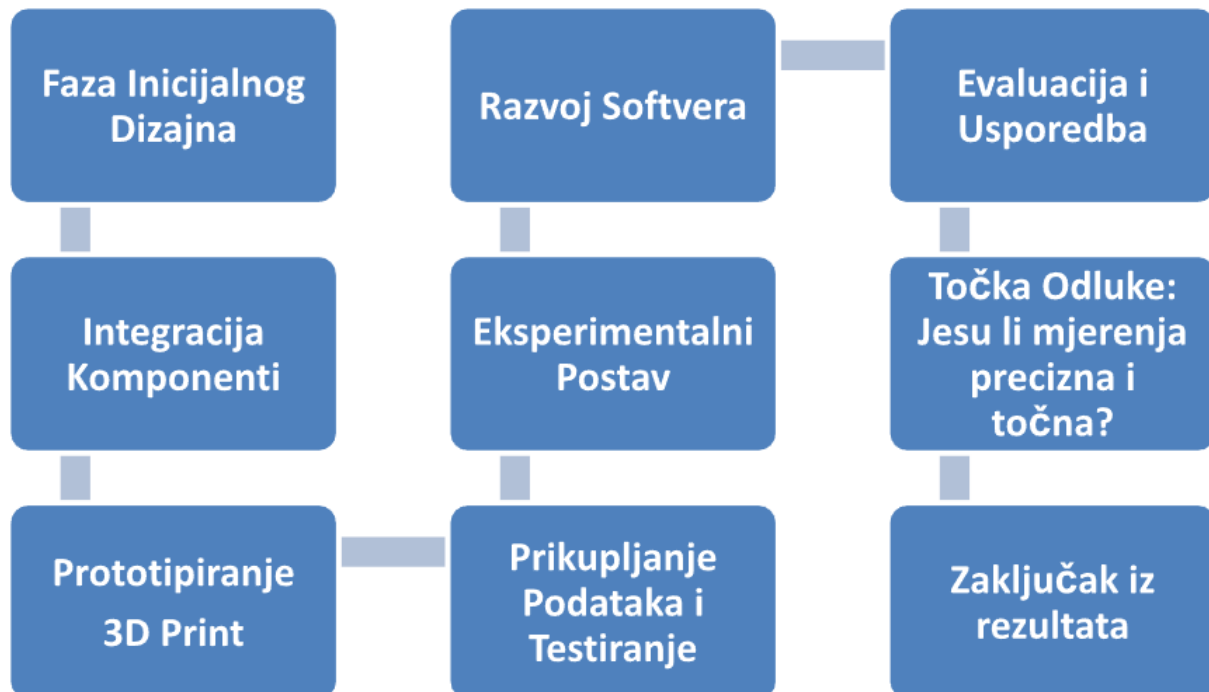 Faza Inicijalnog
Dizajna
Integracija
Komponenti
Prototipiranje
3D Print
Prikupljanje
Podataka i
Testiranje
Eksperimentalni
Postav
Razvoj Softvera
Evaluacija i
Usporedba
Točka Odluke:
Jesu li mjerenja
precizna i
točna?
Zaključak iz
rezultata